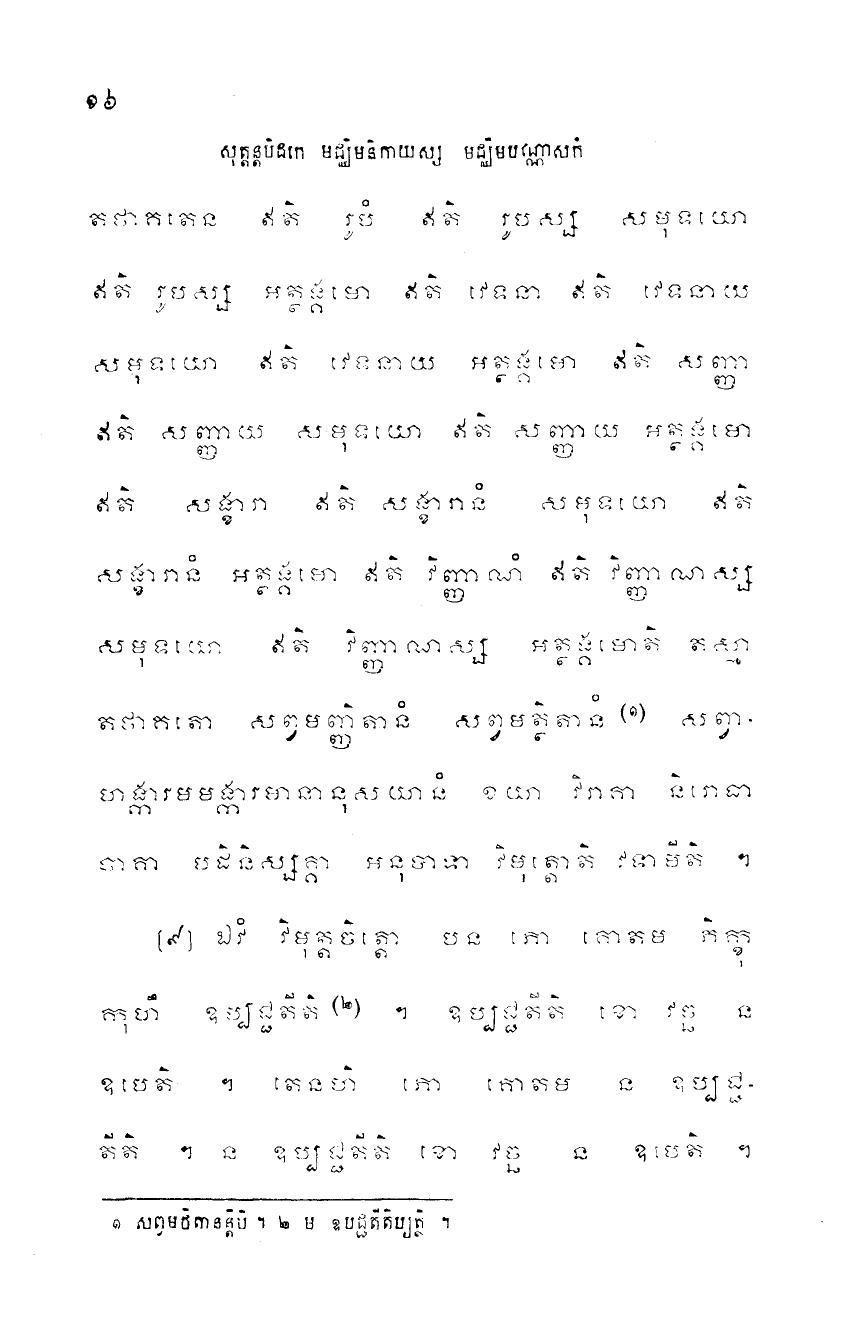 ១៦
សុត្តន្តបិដកេ មជ្ឈិមនិកាយស្ស មជ្ឈិមបណ្ណាសកំ
តថាគតេន ឥតិ រូបំ ឥតិ រូបស្ស សមុទយោ
ឥតិ រូបស្ស អត្ថង្គមោ ឥតិ វេទនា ឥតិ វេទនាយ
សមុទយោ ឥតិ វេទនាយ អត្ថង្គមោ ឥតិ សញ្ញា
ឥតិ សញ្ញាយ សមុទយោ ឥតិ សញ្ញាយ អត្ថង្គមោ
ឥតិ សង្ខារា ឥតិ សង្ខារានំ សមុទយោ ឥតិ
សង្ខារានំ អត្ថង្គមោ ឥតិ វិញ្ញាណំ ឥតិ វិញ្ញាណស្ស
សមុទយោ ឥតិ វិញ្ញាណស្ស អត្ថង្គមោតិ តស្មា
តថាគតោ សព្វមញ្ញិតានំ សព្វមត្ថិតានំ (១) សព្វា-
ហង្ការមមង្ការមានានុសយានំ ខយា វិរាគា និរោធា
ចាគា បដិនិស្សគ្គា អនុបាទា វិមុត្តោតិ វទាមីតិ ។
[៩] ឯវំ វិមុត្តចិត្តោ បន ភោ គោតម ភិក្ខុ
កុហឹ ឧប្បជ្ជតីតិ (២) ។ ឧប្បជ្ជតីតិ ខោ វច្ឆ ន
ឧបេតិ ។ តេនហិ ភោ គោតម ន ឧប្បជ្ជ-
តីតិ ។ ន ឧប្បជ្ជតីតិ ខោ វច្ឆ ន ឧបេតិ ។
១ សព្វមថិតានន្តិបិ ។ ២ ម ឧបជ្ជតីតិប្យត្ថិ ។